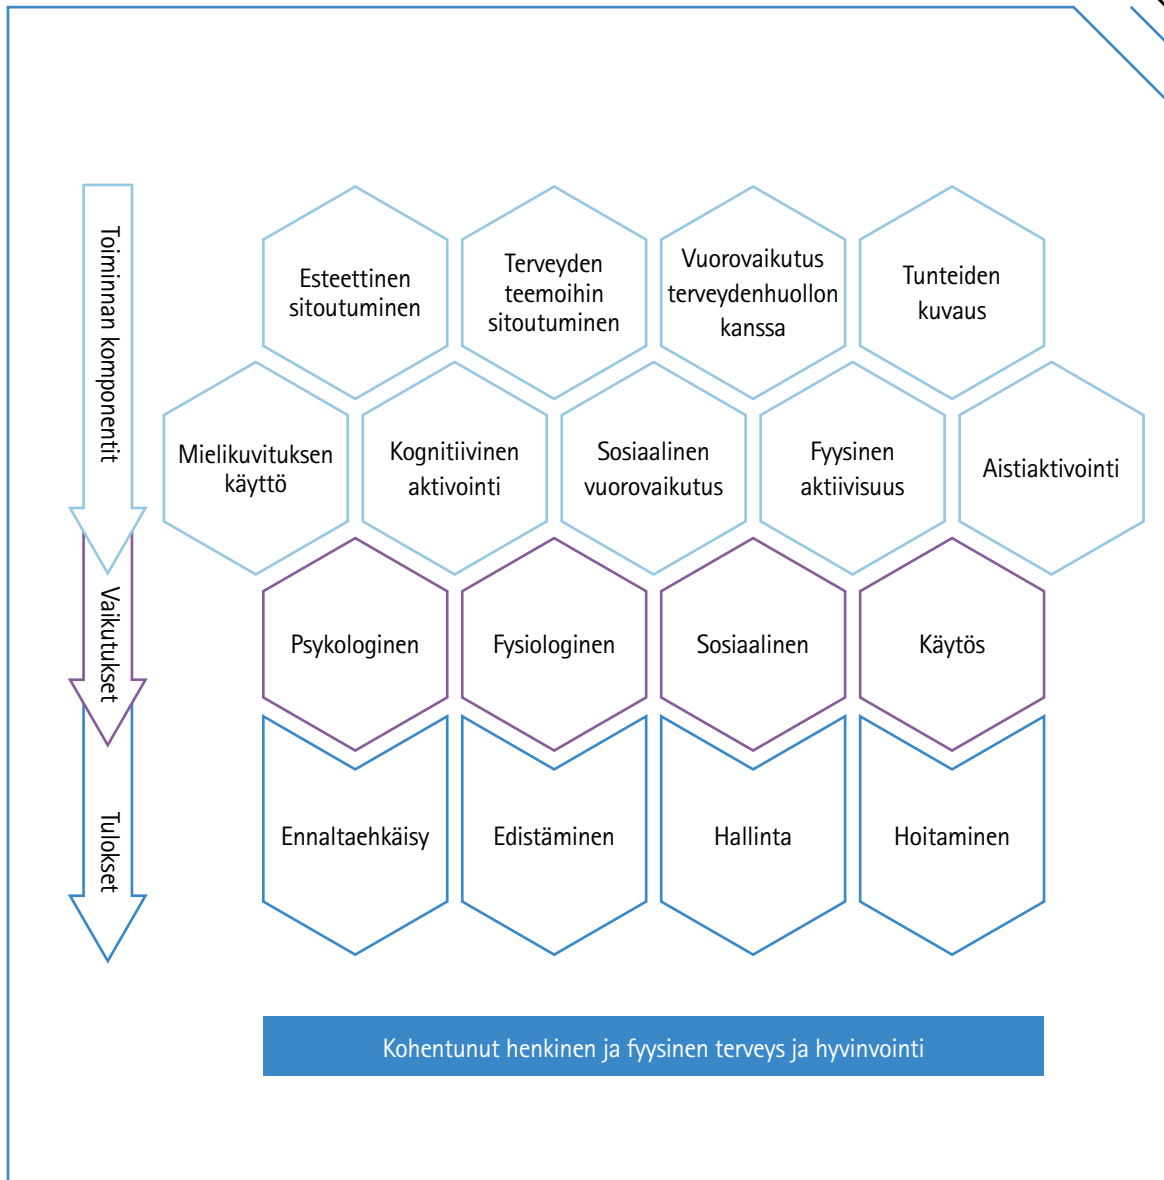 Toiminnan komponentit
Esteettinen
sitoutuminen
Terveyden
teemoihin
sitoutuminen
Vuorovaikutus
terveydenhuollon
kanssa
Tunteiden
kuvaus
Mielikuvituksen
käyttö
Kognitiivinen
aktivointi
Sosiaalinen
vuorovaikutus
Fyysinen
aktiivisuus
Aistiaktivointi
Vaikutukset
Psykologinen
Fysiologinen
Sosiaalinen
Käytös
Tulokset
Ennaltaehkäisy
Edistäminen
Hallinta
Hoitaminen
Kohentunut henkinen ja fyysinen terveys ja hyvinvointi